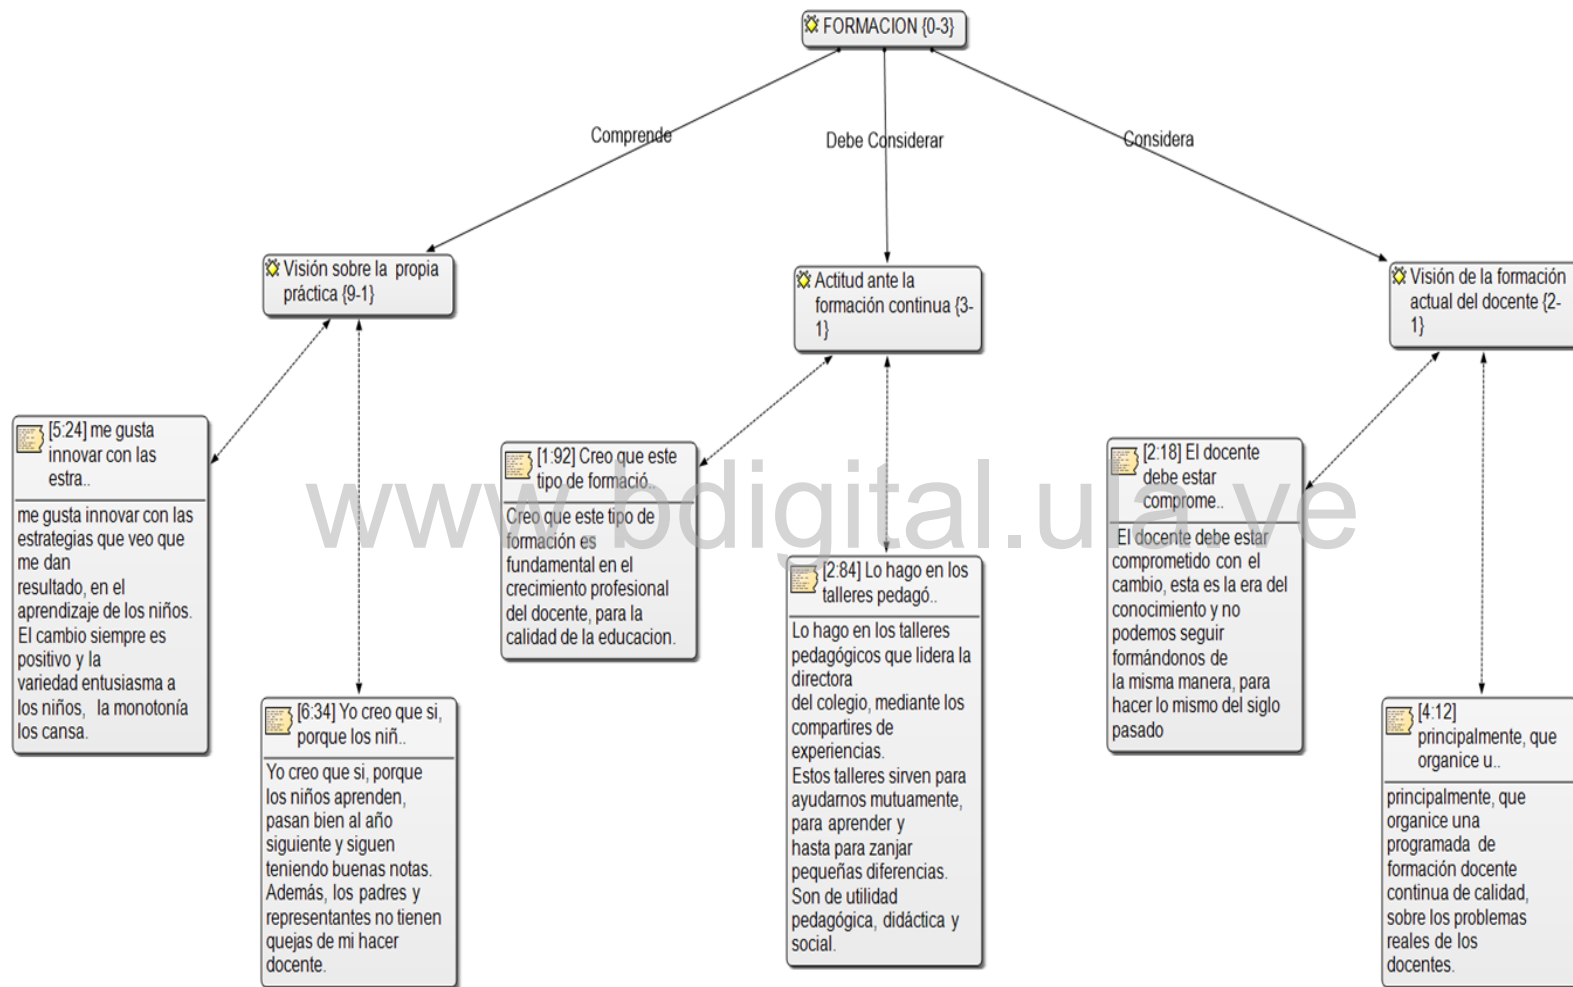 FORMACION {0-3}
Comprende
Debe Considerar
Considera
Visión sobre la propia
práctica {9-1}
Actitud ante la
formación continua {3-
1}
Visión de la formación
actual del docente {2-
1}
[5:24] me gusta
innovar con las
estra..
me gusta innovar con las
estrategias que veo que
me dan
resultado, en el
aprendizaje de los niños.
El cambio siempre es
positivo y la
variedad entusiasma a
los niños, la monotonía
los cansa.
[6:34] Yo creo que si,
porque los niñ..
Yo creo que si, porque
los niños aprenden,
pasan bien al año
siguiente y siguen
teniendo buenas notas.
Además, los padres y
representantes no tienen
quejas de mi hacer
docente.
[1:92] Creo que este
tipo de formació..
Creo que este tipo de
formación es
fundamental en el
crecimiento profesional
del docente, para la
calidad de la educacion.
[2:84] Lo hago en los
talleres pedagó..
Lo hago en los talleres
pedagógicos que lidera la
directora
del colegio, mediante los
compartires de
experiencias.
Estos talleres sirven para
ayudarnos mutuamente,
para aprender y
hasta para zanjar
pequeñas diferencias.
Son de utilidad
pedagógica, didáctica y
social.
[2:18] El docente
debe estar
comprome..
El docente debe estar
comprometido con el
cambio, esta es la era del
conocimiento y no
podemos seguir
formándonos de
la misma manera, para
hacer lo mismo del siglo
pasado
[4:12]
principalmente, que
organice u..
principalmente, que
organice una
programada de
formación docente
continua de calidad,
sobre los problemas
reales de los
docentes.
www.bdigital.ula.ve